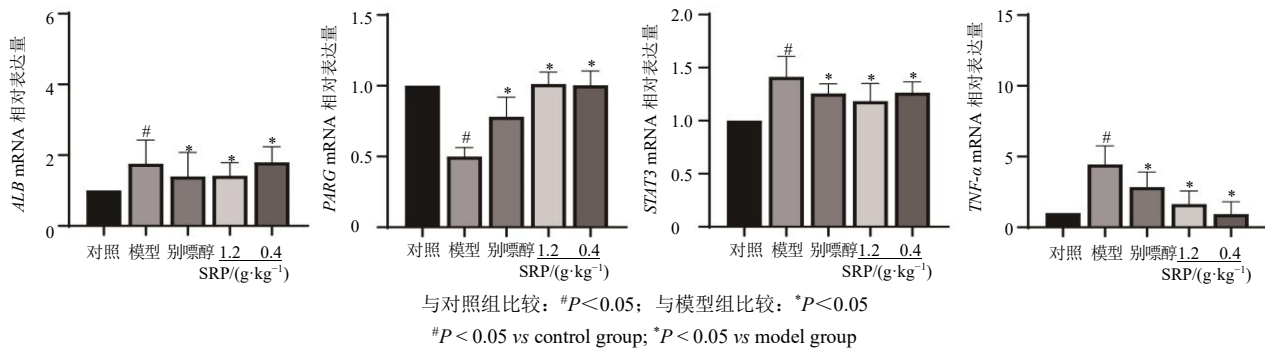 ALB mRNA 相对表达量
6
4
2
0
#
*
*
*
对照 模型 别嘌醇 1.2 0.4
SRP/(g·kg⁻¹)
PARG mRNA 相对表达量
1.5
1.0
0.5
0
#
*
*
*
对照 模型 别嘌醇 1.2 0.4
SRP/(g·kg⁻¹)
STAT3 mRNA 相对表达量
2.0
1.5
1.0
0.5
0
#
*
*
*
对照 模型 别嘌醇 1.2 0.4
SRP/(g·kg⁻¹)
TNF-α mRNA 相对表达量
15
10
5
0
#
*
*
*
对照 模型 别嘌醇 1.2 0.4
SRP/(g·kg⁻¹)
与对照组比较：#P＜0.05；与模型组比较：*P＜0.05
#P < 0.05 vs control group; *P < 0.05 vs model group